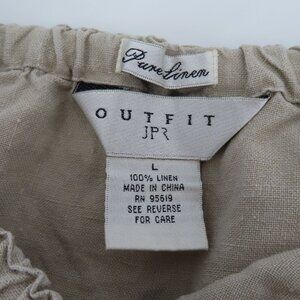 Pure Linen
OUTFIT
JPR
L
100% LINEN
MADE IN CHINA
RN 95619
SEE REVERSE
FOR CARE